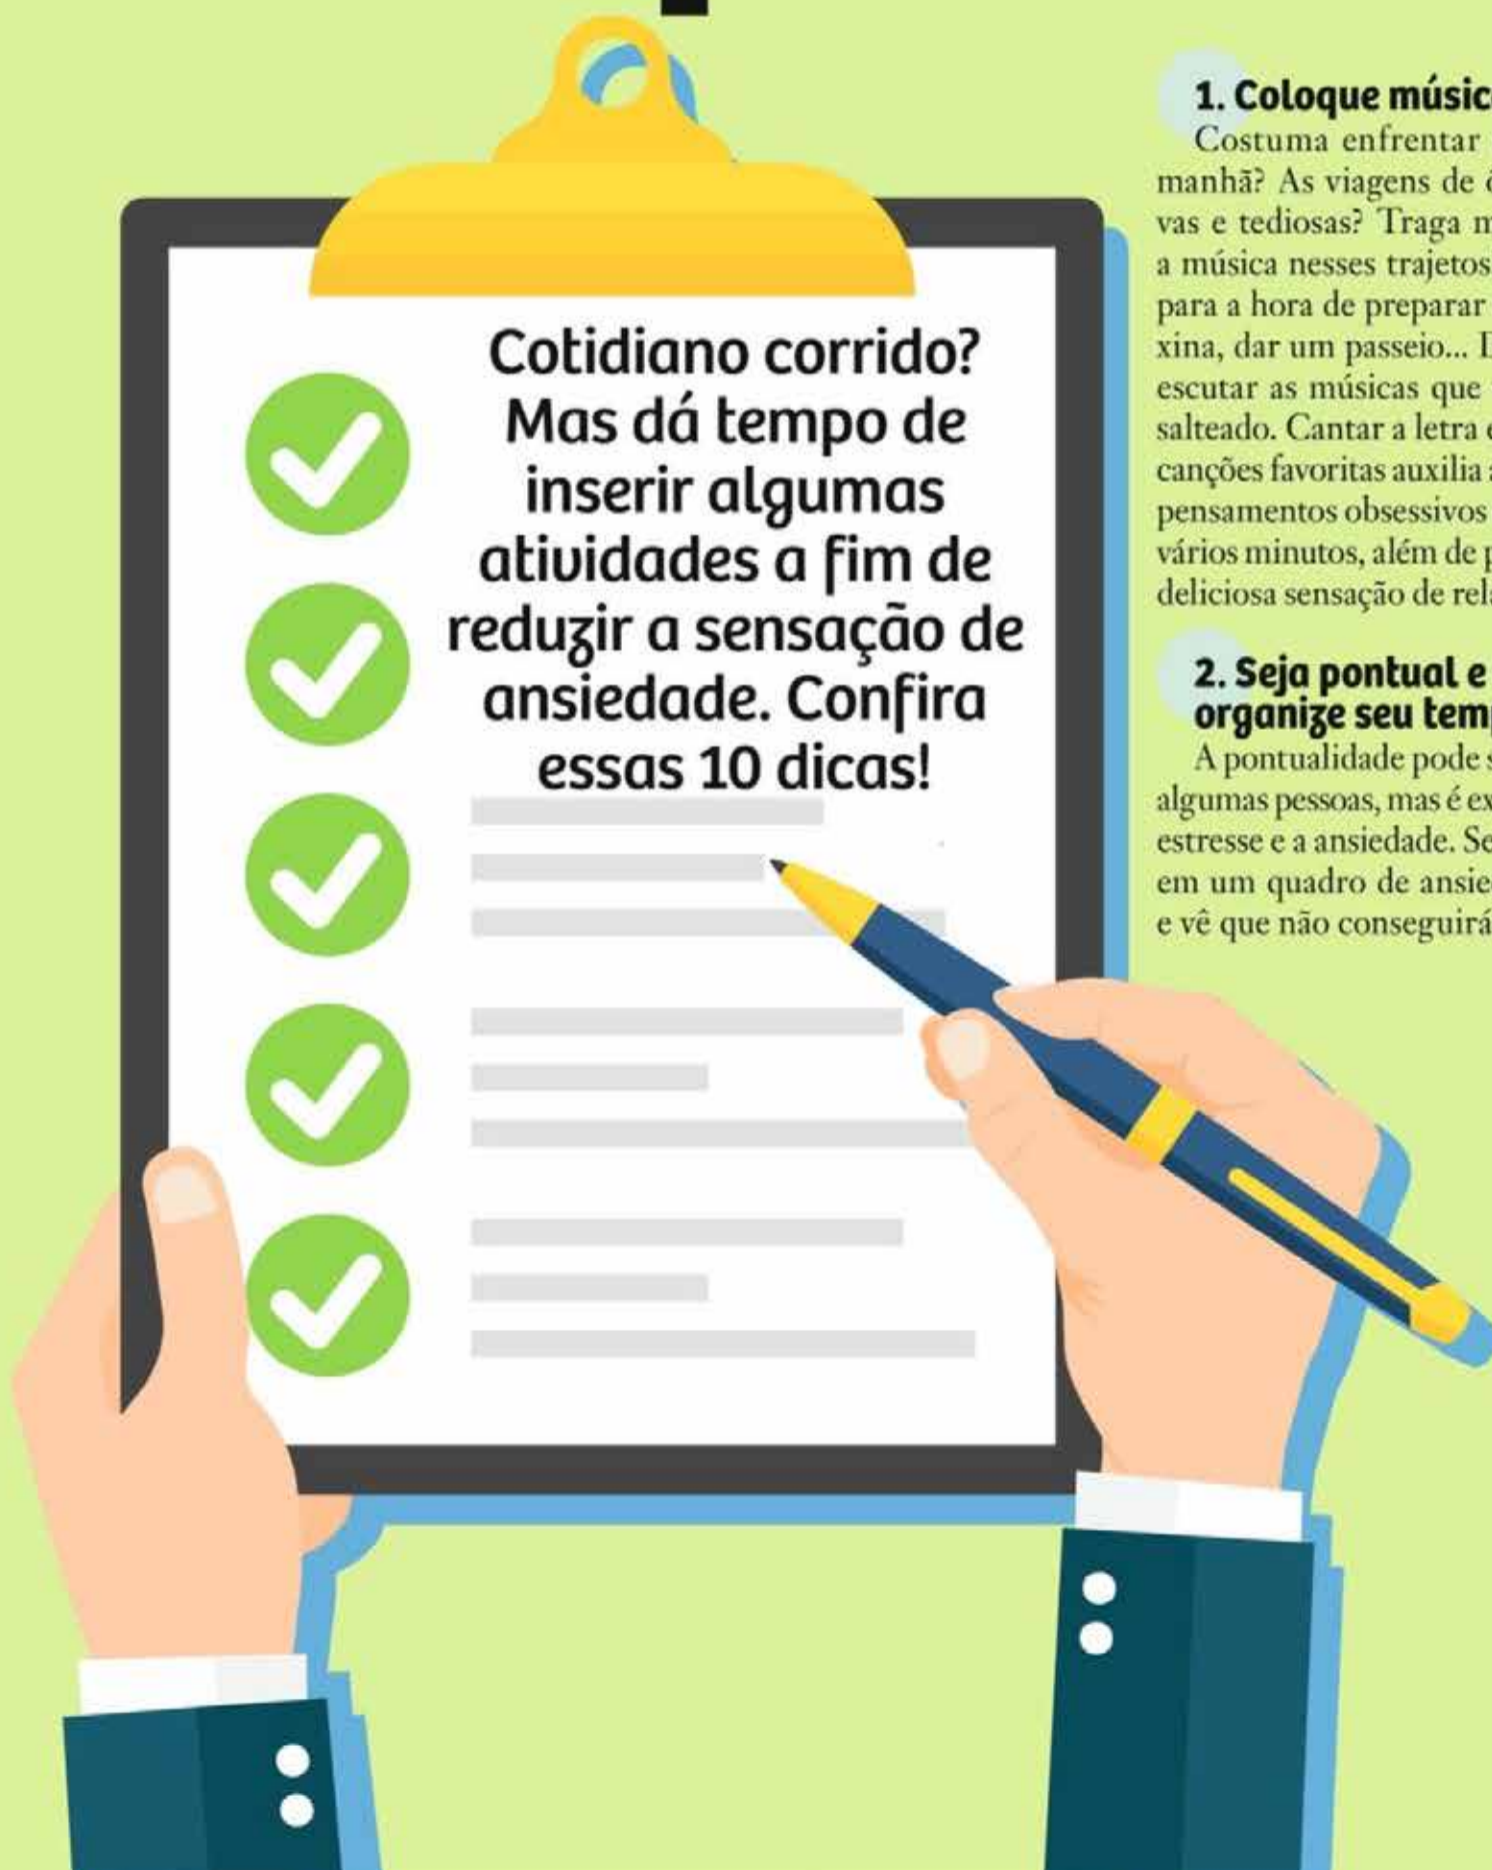 Cotidiano corrido?
Mas dá tempo de
inserir algumas
atividades a fim de
reduzir a sensação de
ansiedade. Confira
essas 10 dicas!
1. Coloque
Costuma enfrentar
manhã? As viagens de
vas e tediosas? Traga
a música nesses trajetos
para a hora de preparar
xina, dar um passeio...
escutar as músicas que
salteado. Cantar a letra
canções favoritas auxilia
pensamentos obsessivos
vários minutos, além de
deliciosa sensação de
2. Seja pontual e
organize seu
A pontualidade pode
algumas pessoas, mas é
estresse e a ansiedade.
em um quadro de
e vê que não conseguirá